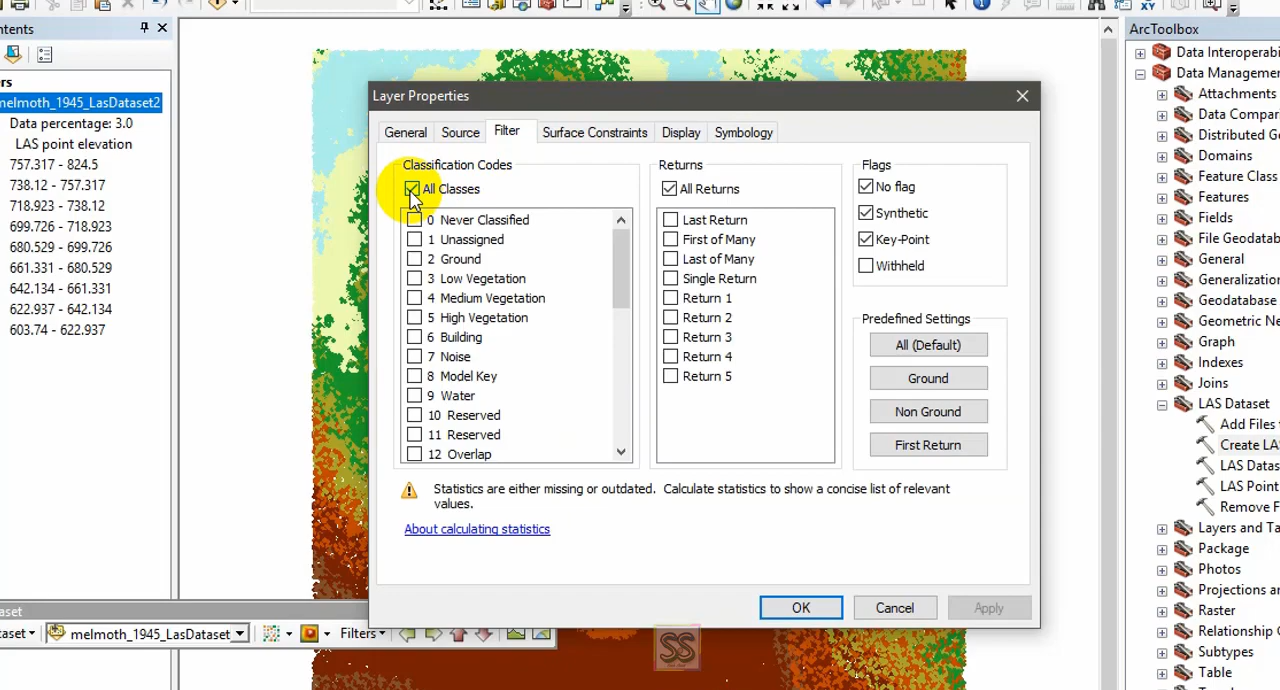 ntents
ers
melmoth_1945_LasDataset2
Data percentage: 3.0
LAS point elevation
757.317 - 824.5
738.12 - 757.317
718.923 - 738.12
699.726 - 718.923
680.529 - 699.726
661.331 - 680.529
642.134 - 661.331
622.937 - 642.134
603.74 - 622.937
Layer Properties
General
Source
Filter
Surface Constraints
Display
Symbology
Classification Codes
All Classes
0 Never Classified
1 Unassigned
2 Ground
3 Low Vegetation
4 Medium Vegetation
5 High Vegetation
6 Building
7 Noise
8 Model Key
9 Water
10 Reserved
11 Reserved
12 Overlap
Returns
All Returns
Last Return
First of Many
Last of Many
Single Return
Return 1
Return 2
Return 3
Return 4
Return 5
Flags
No flag
Synthetic
Key-Point
Withheld
Predefined Settings
All (Default)
Ground
Non Ground
First Return
Statistics are either missing or outdated. Calculate statistics to show a concise list of relevant
values.
About calculating statistics
OK
Cancel
Apply
aset
aset
melmoth_1945_LasDataset
Filters
SS
XY
ArcToolbox
Data Interoperabi
Data Management
Attachments
Data Compar
Distributed Ge
Domains
Feature Class
Features
Fields
File Geodatab
General
Generalization
Geodatabase
Geometric Ne
Graph
Indexes
Joins
LAS Dataset
Add Files
Create LA
LAS Datas
LAS Point
Remove F
Layers and Ta
Package
Photos
Projections an
Raster
Relationship
Subtypes
Table